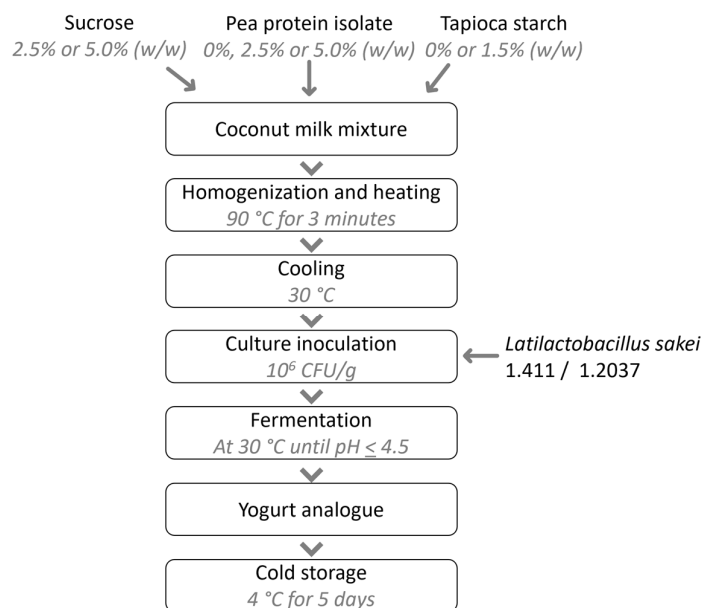 Sucrose
2.5% or 5.0% (w/w)
Pea protein isolate
0%, 2.5% or 5.0% (w/w)
Tapioca starch
0% or 1.5% (w/w)
Coconut milk mixture
Homogenization and heating
90 °C for 3 minutes
Cooling
30 °C
Culture inoculation
10⁶ CFU/g
Latilactobacillus sakei
1.411 / 1.2037
Fermentation
At 30 °C until pH ≤ 4.5
Yogurt analogue
Cold storage
4 °C for 5 days